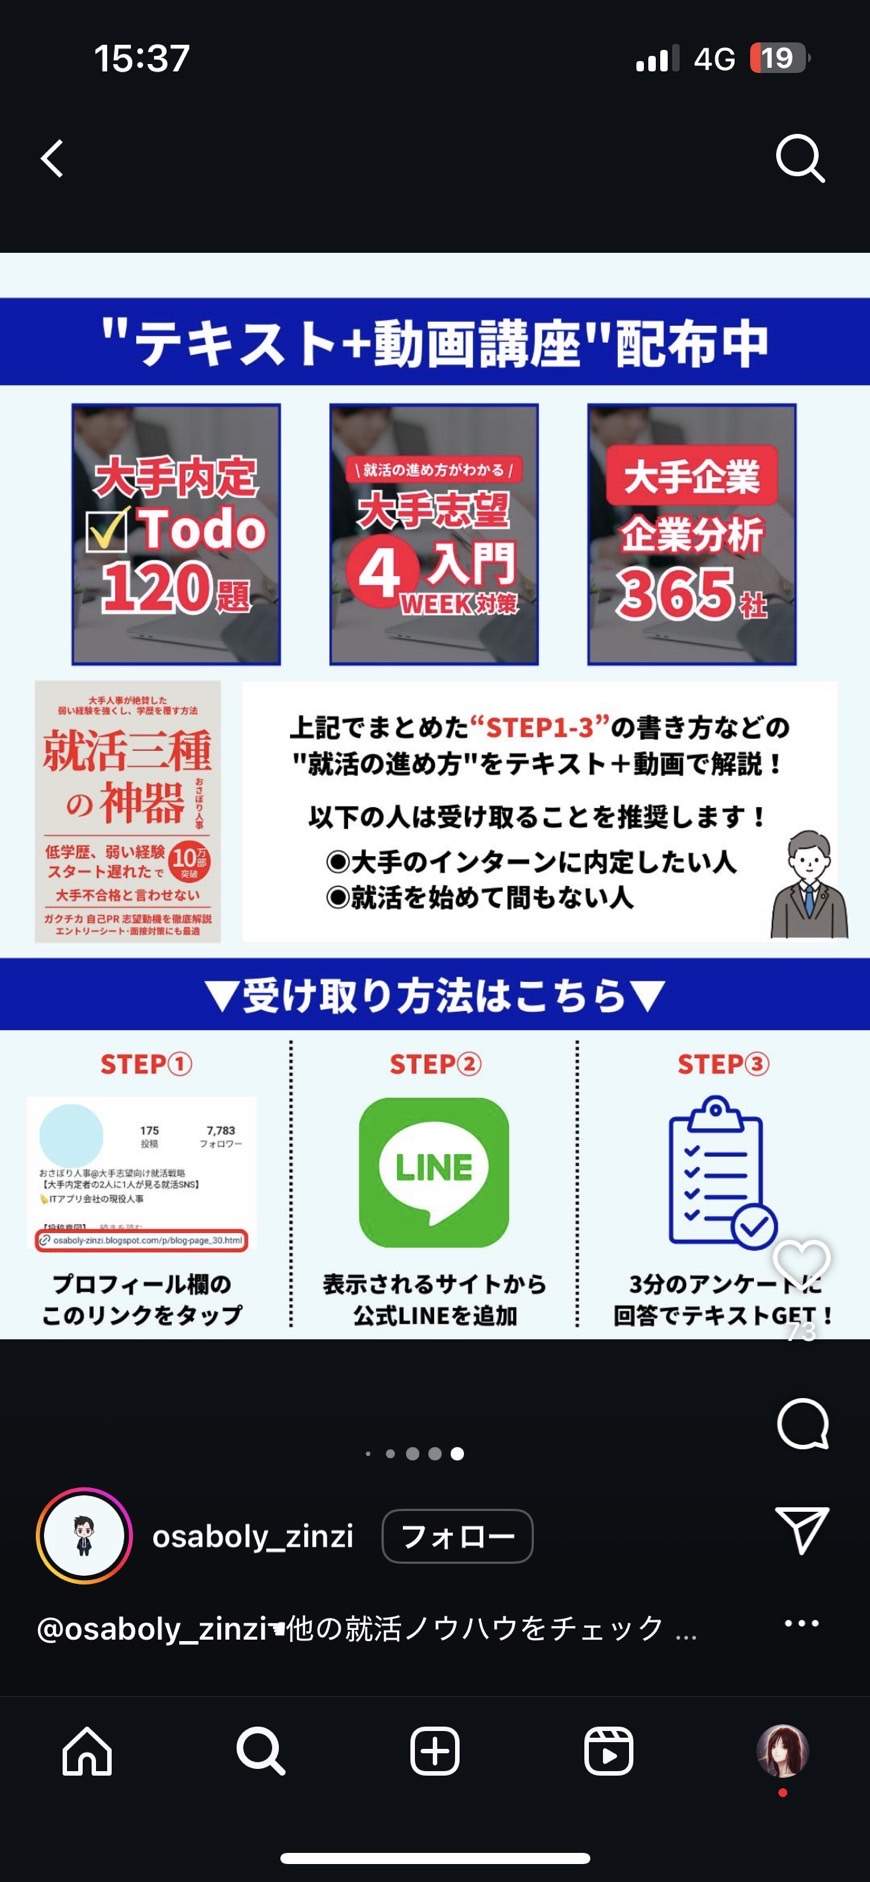 15:37
4G
19
"テキスト+動画講座"配布中
大手内定
Todo
120題
\ 就活の進め方がわかる /
大手志望
4 入門
WEEK 対策
大手企業
企業分析
365社
大手人事が絶賛した
弱い経験を強くし、学歴を覆す方法
就活三種
の神器
おさぼり人事
低学歴、弱い経験
スタート遅れたで
10万部
突破
大手不合格と言わせない
ガクチカ 自己PR 志望動機を徹底解説
エントリーシート・面接対策にも最適
上記でまとめた“STEP1-3”の書き方などの
"就活の進め方"をテキスト＋動画で解説！
以下の人は受け取ることを推奨します！
◉大手のインターンに内定したい人
◉就活を始めて間もない人
▼受け取り方法はこちら▼
STEP①
175
投稿
7,783
フォロワー
おさぼり人事@大手志望向け就活戦略
【大手内定者の2人に1人が見る就活SNS】
ITアプリ会社の現役人事
osaboly-zinzi.blogspot.com/p/blog-page_30.html
プロフィール欄の
このリンクをタップ
STEP②
LINE
表示されるサイトから
公式LINEを追加
STEP③
3分のアンケートに
回答でテキストGET！
73
osaboly_zinzi
フォロー
@osaboly_zinzi☚他の就活ノウハウをチェック ...